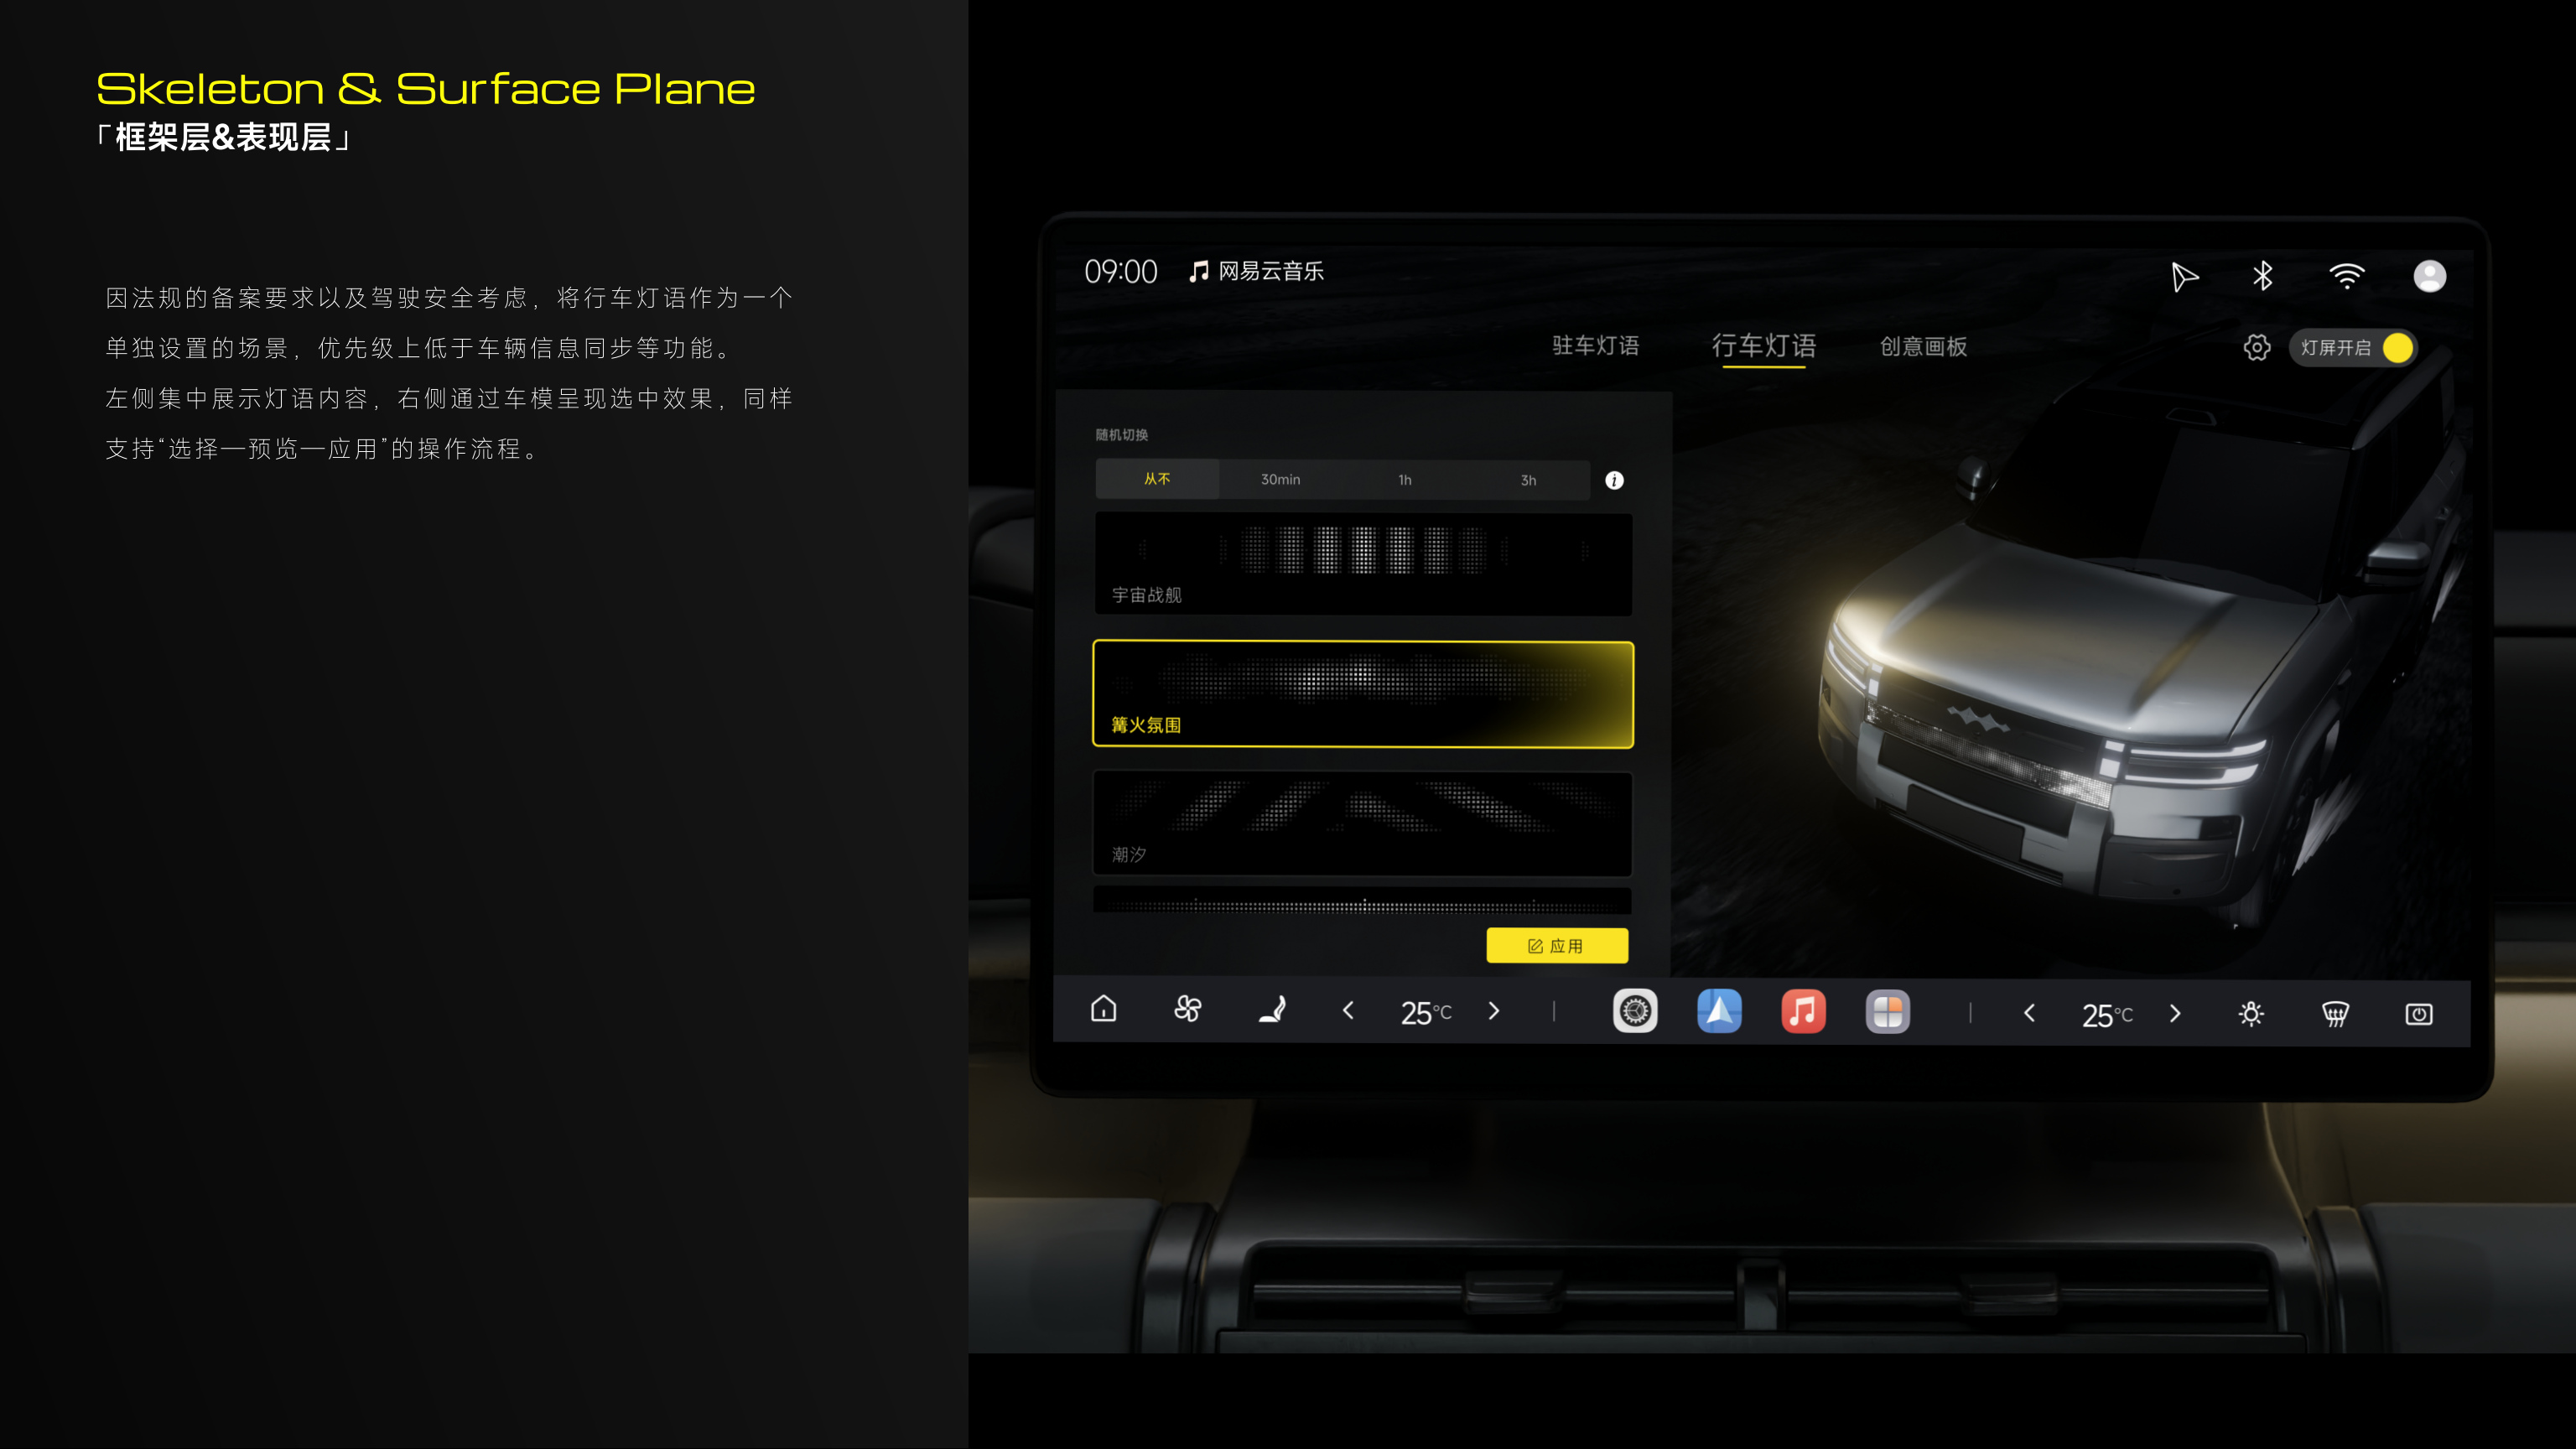 Skeleton & Surface Plane
「框架层&表现层」
因法规的备案要求以及驾驶安全考虑，将行车灯语作为一个
单独设置的场景，优先级上低于车辆信息同步等功能。
左侧集中展示灯语内容，右侧通过车模呈现选中效果，同样
支持“选择—预览—应用”的操作流程。
09:00 网易云音乐
驻车灯语 行车灯语 创意画板
灯屏开启
随机切换
从不 30min 1h 3h
宇宙战舰
篝火氛围
潮汐
应用
25°C 25°C